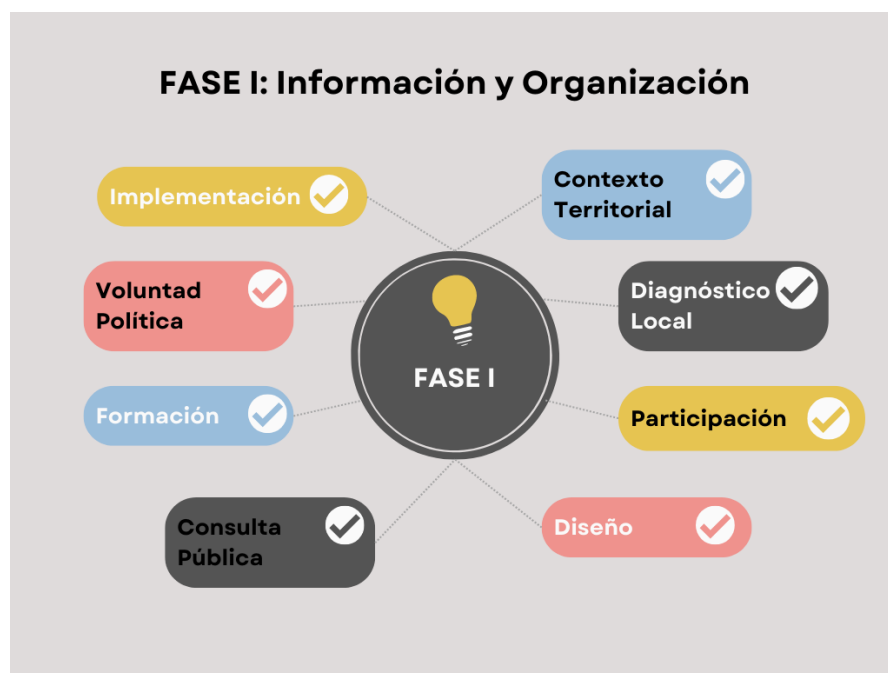 FASE I: Información y Organización
Implementación
Contexto
Territorial
Voluntad
Política
Diagnóstico
Local
FASE I
Formación
Participación
Consulta
Pública
Diseño